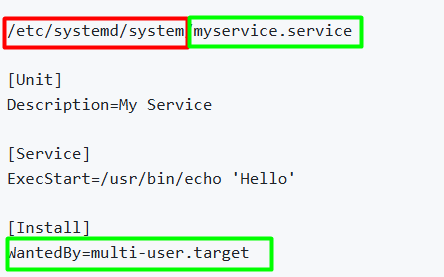 /etc/systemd/system/myservice.service
[Unit]
Description=My Service
[Service]
ExecStart=/usr/bin/echo 'Hello'
[Install]
WantedBy=multi-user.target